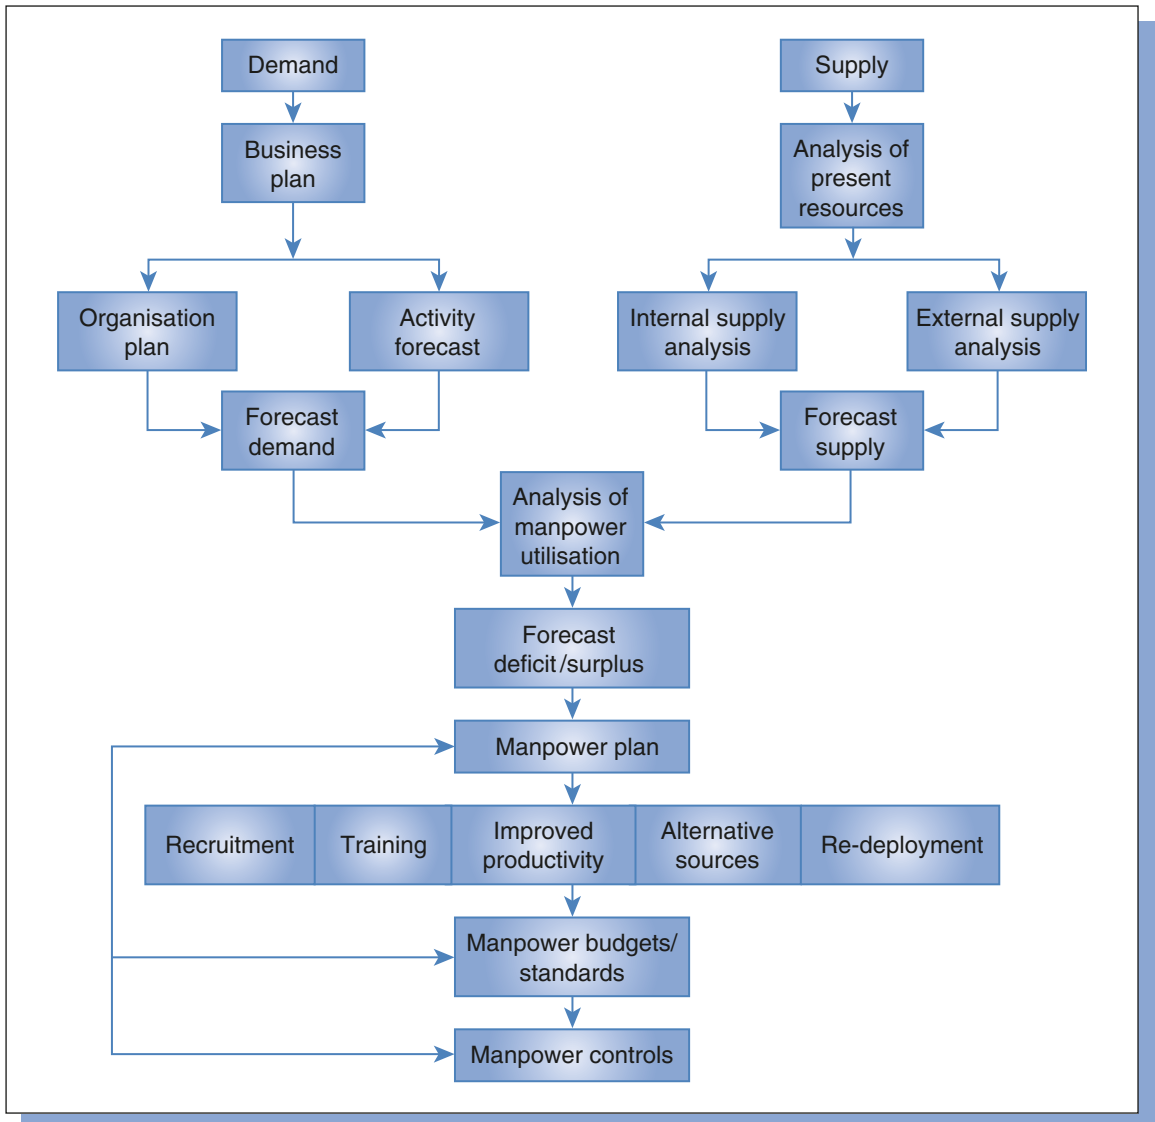 Demand
Supply
Business
plan
Analysis of
present
resources
Organisation
plan
Activity
forecast
Internal supply
analysis
External supply
analysis
Forecast
demand
Forecast
supply
Analysis of
manpower
utilisation
Forecast
deficit/surplus
Manpower plan
Recruitment
Training
Improved
productivity
Alternative
sources
Re-deployment
Manpower budgets/
standards
Manpower controls